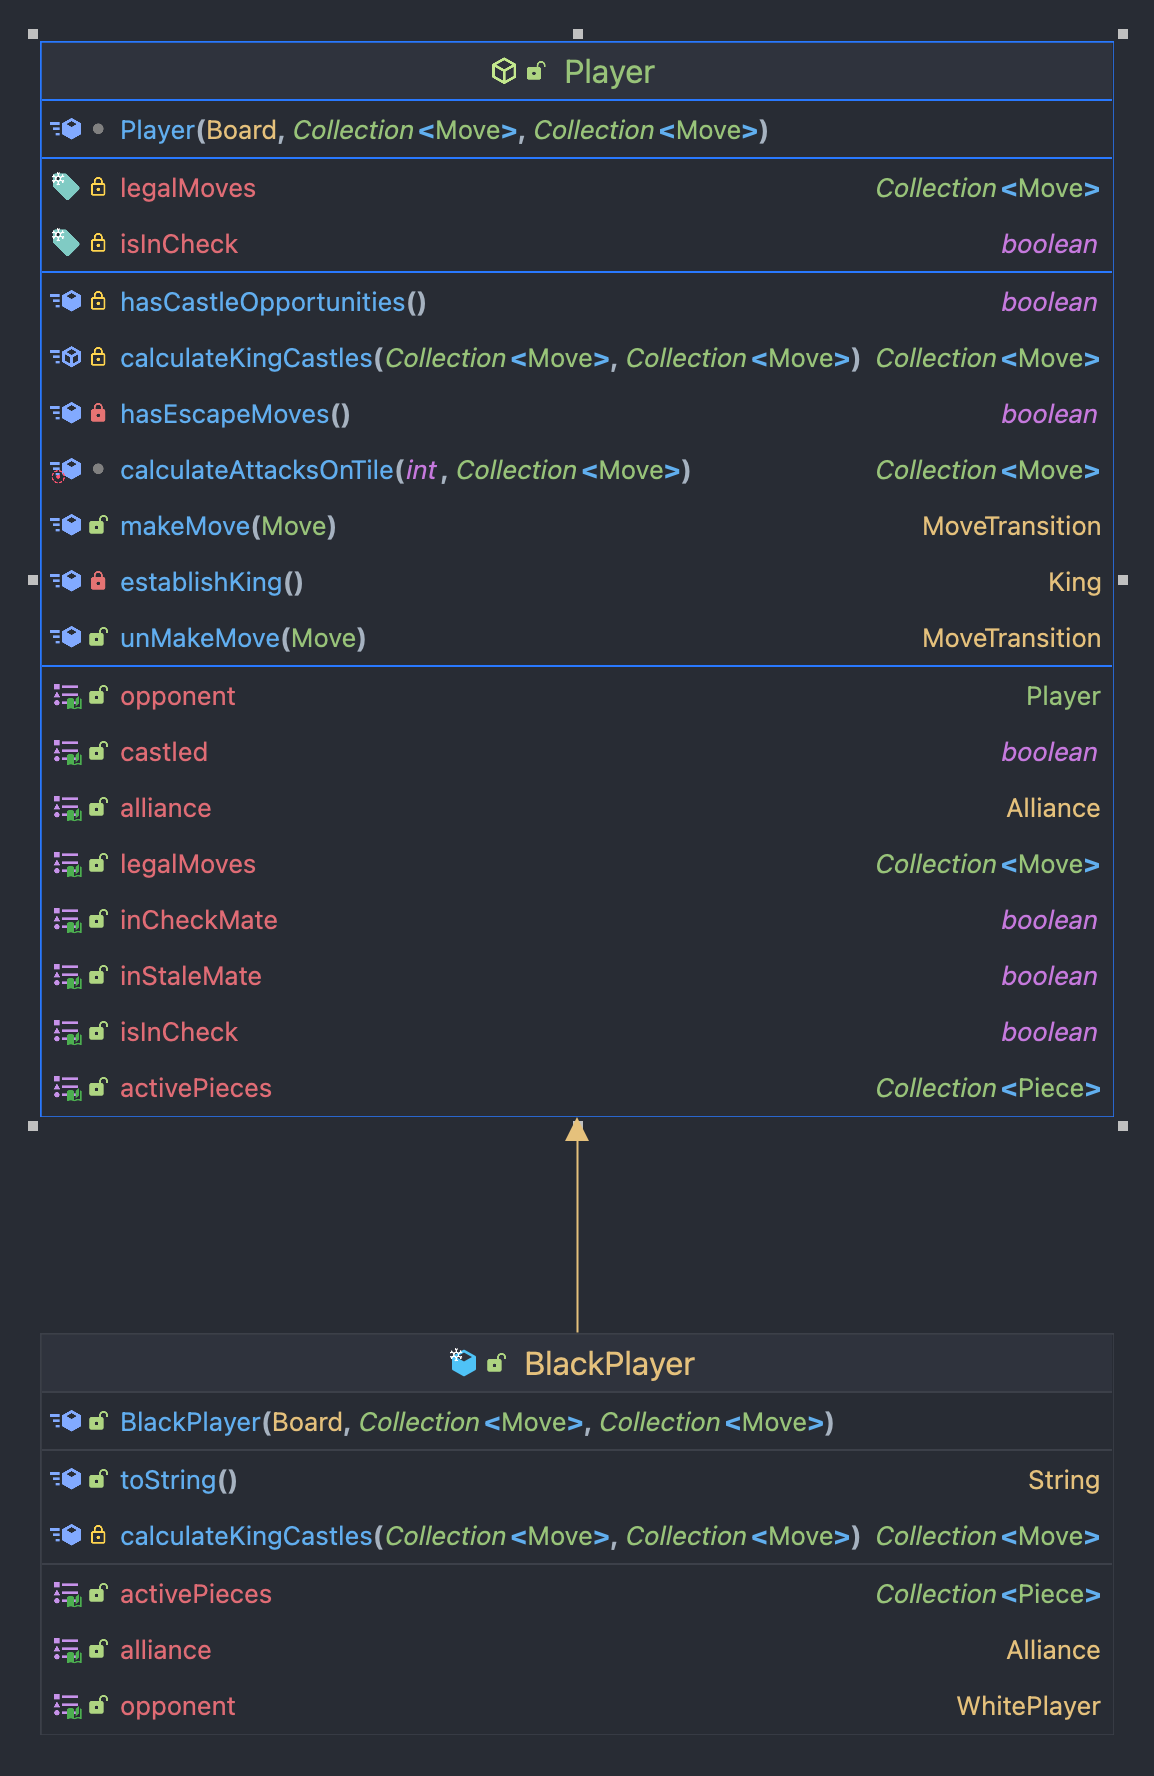 Player
Player(Board, Collection<Move>, Collection<Move>)
legalMoves Collection<Move>
isInCheck boolean
hasCastleOpportunities() boolean
calculateKingCastles(Collection<Move>, Collection<Move>) Collection<Move>
hasEscapeMoves() boolean
calculateAttacksOnTile(int, Collection<Move>) Collection<Move>
makeMove(Move) MoveTransition
establishKing() King
unMakeMove(Move) MoveTransition
opponent Player
castled boolean
alliance Alliance
legalMoves Collection<Move>
inCheckMate boolean
inStaleMate boolean
isInCheck boolean
activePieces Collection<Piece>
BlackPlayer
BlackPlayer(Board, Collection<Move>, Collection<Move>)
toString() String
calculateKingCastles(Collection<Move>, Collection<Move>) Collection<Move>
activePieces Collection<Piece>
alliance Alliance
opponent WhitePlayer